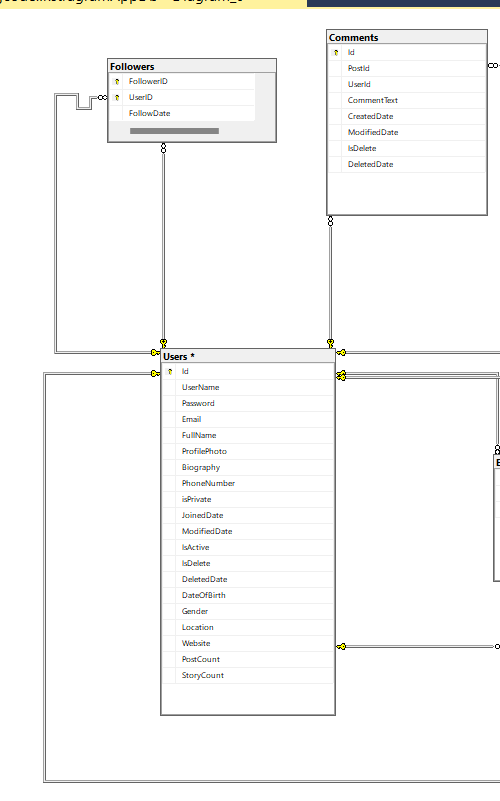 Comments
Id
PostId
UserId
CommentText
CreatedDate
ModifiedDate
IsDelete
DeletedDate
Followers
FollowerID
UserID
FollowDate
Users *
Id
UserName
Password
Email
FullName
ProfilePhoto
Biography
PhoneNumber
isPrivate
JoinedDate
ModifiedDate
IsActive
IsDelete
DeletedDate
DateOfBirth
Gender
Location
Website
PostCount
StoryCount